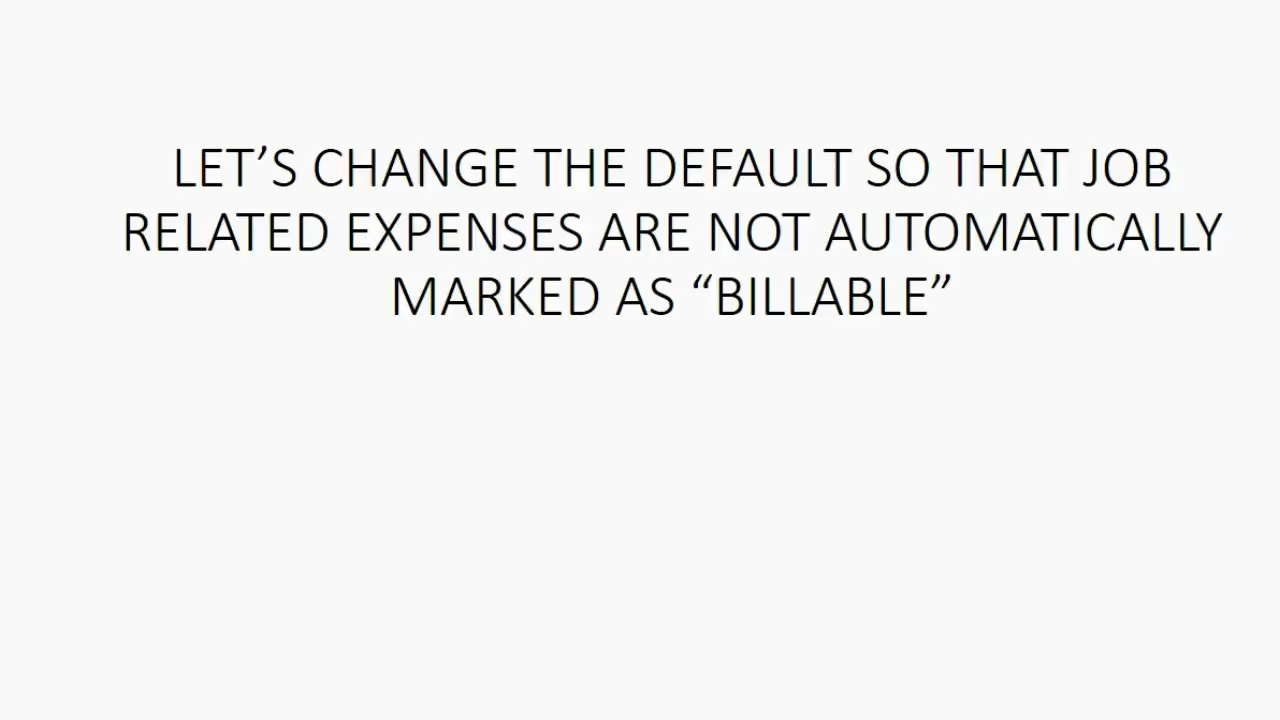 LET’S CHANGE THE DEFAULT SO THAT JOB
RELATED EXPENSES ARE NOT AUTOMATICALLY
MARKED AS “BILLABLE”